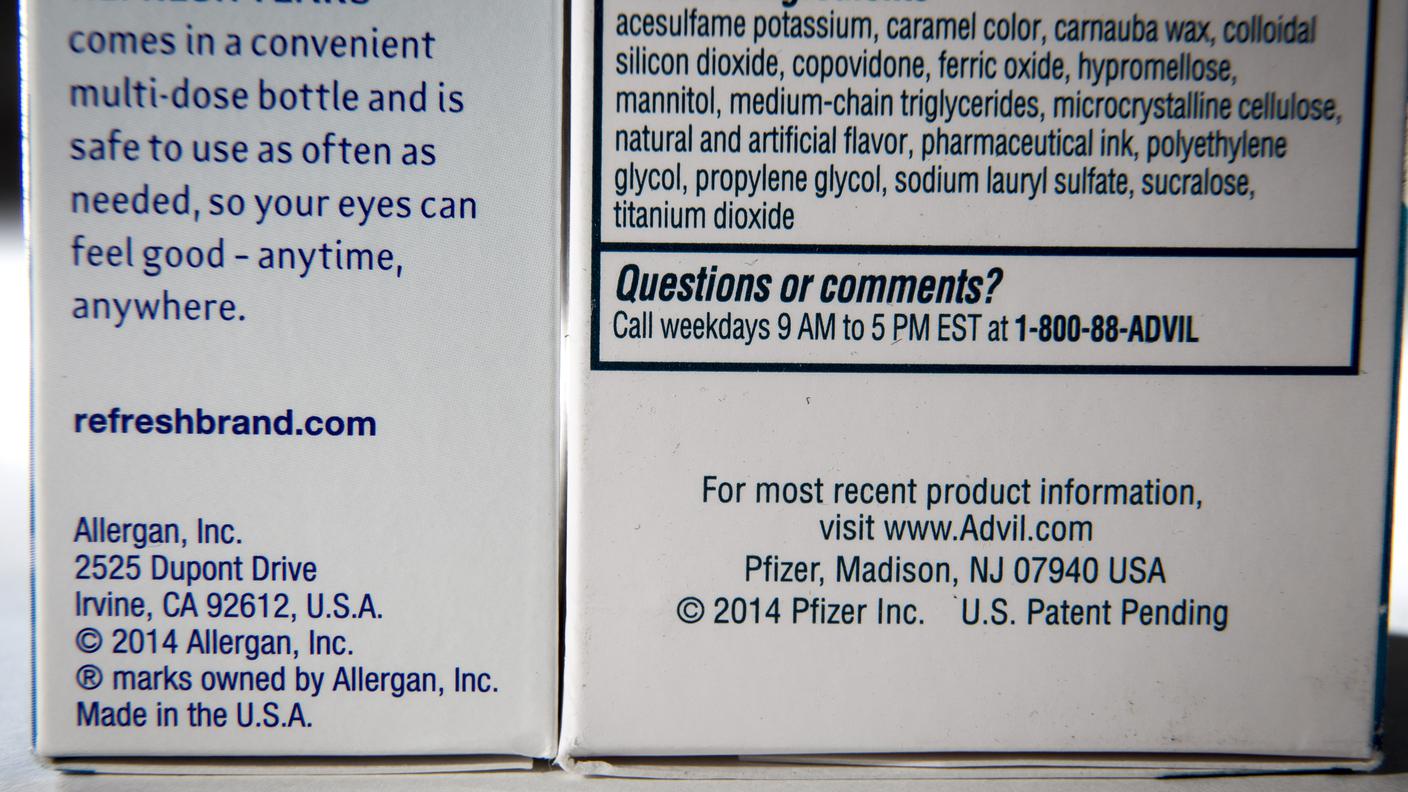 comes in a convenient
multi-dose bottle and is
safe to use as often as
needed, so your eyes can
feel good – anytime,
anywhere.
refreshbrand.com
Allergan, Inc.
2525 Dupont Drive
Irvine, CA 92612, U.S.A.
© 2014 Allergan, Inc.
® marks owned by Allergan, Inc.
Made in the U.S.A.
acesulfame potassium, caramel color, carnauba wax, colloidal
silicon dioxide, copovidone, ferric oxide, hypromellose,
mannitol, medium-chain triglycerides, microcrystalline cellulose,
natural and artificial flavor, pharmaceutical ink, polyethylene
glycol, propylene glycol, sodium lauryl sulfate, sucralose,
titanium dioxide
Questions or comments?
Call weekdays 9 AM to 5 PM EST at 1-800-88-ADVIL
For most recent product information,
visit www.Advil.com
Pfizer, Madison, NJ 07940 USA
© 2014 Pfizer Inc. U.S. Patent Pending